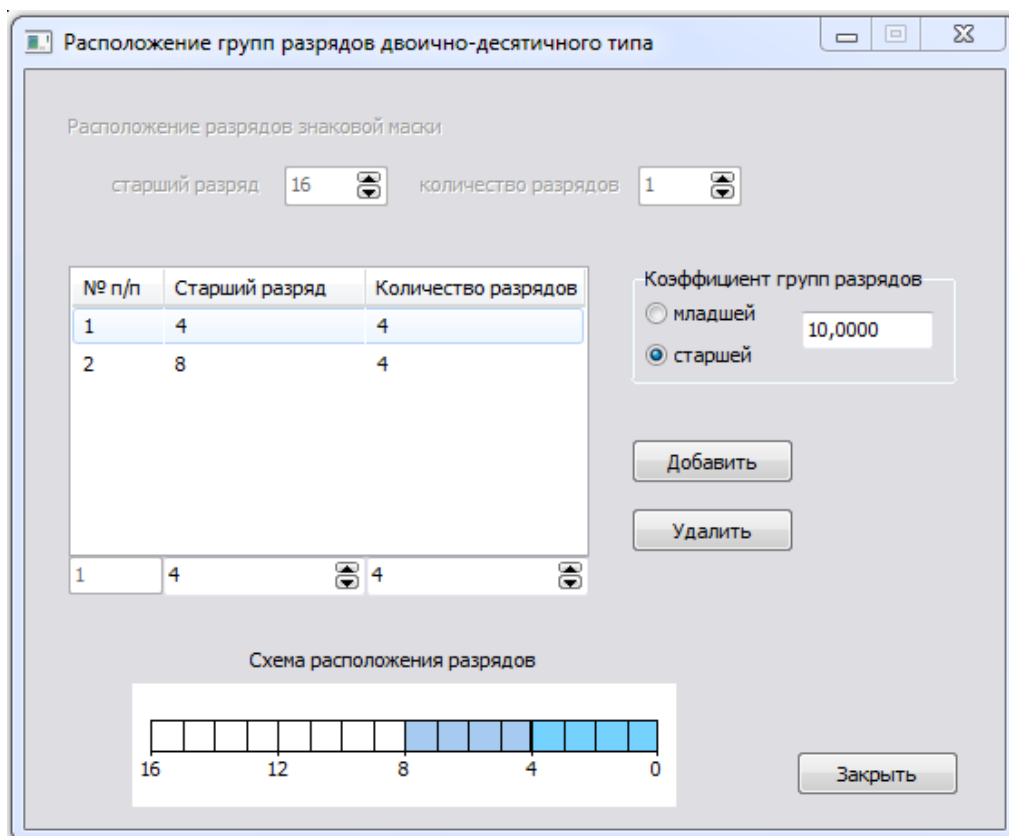 Расположение групп разрядов двоично-десятичного типа
Расположение разрядов знаковой маски
старший разряд 16 количество разрядов 1
№ п/п Старший разряд Количество разрядов
1 4 4
2 8 4
1 4 4
Коэффициент групп разрядов
младшей
старшей
10,0000
Добавить
Удалить
Схема расположения разрядов
16 12 8 4 0
Закрыть